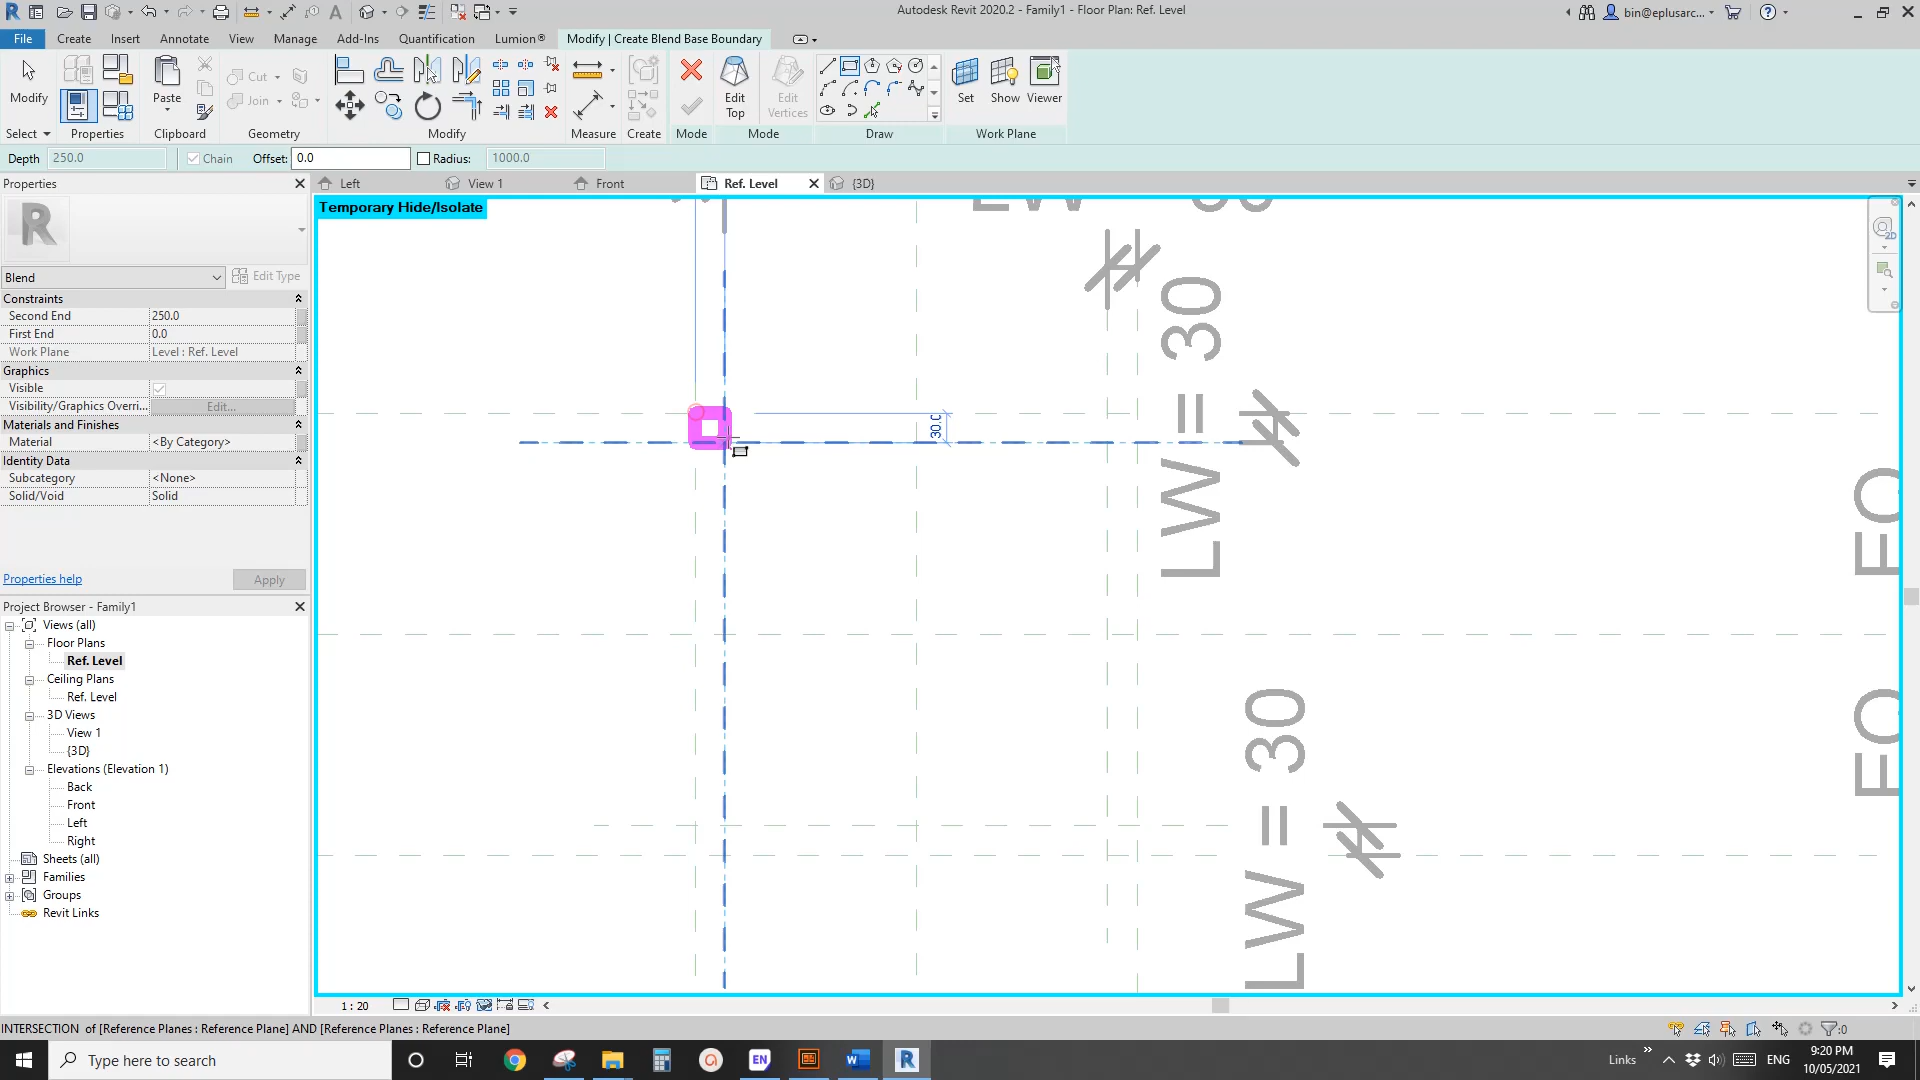 Autodesk Revit 2020.2 - Family1 - Floor Plan: Ref. Level
bin@eplusarc...
File Create Insert Annotate View Manage Add-Ins Quantification Lumion® Modify | Create Blend Base Boundary
Modify
Paste
Cut
Join
Edit Top
Edit Vertices
Set Show Viewer
Select Properties Clipboard Geometry Modify Measure Create Mode Mode Draw Work Plane
Depth 250.0 Chain Offset: 0.0 Radius: 1000.0
Properties
Left View 1 Front Ref. Level {3D}
Temporary Hide/Isolate
Blend Edit Type
Constraints
Second End 250.0
First End 0.0
Work Plane Level : Ref. Level
Graphics
Visible
Visibility/Graphics Overri... Edit...
Materials and Finishes
Material <By Category>
Identity Data
Subcategory <None>
Solid/Void Solid
Properties help Apply
Project Browser - Family1
Views (all)
Floor Plans
Ref. Level
Ceiling Plans
Ref. Level
3D Views
View 1
{3D}
Elevations (Elevation 1)
Back
Front
Left
Right
Sheets (all)
Families
Groups
Revit Links
30.0
LW = 30
LW = 30
EQ
EQ
2D
1 : 20
INTERSECTION of [Reference Planes : Reference Plane] AND [Reference Planes : Reference Plane]
:0
Type here to search
EN
Links
ENG
9:20 PM
10/05/2021